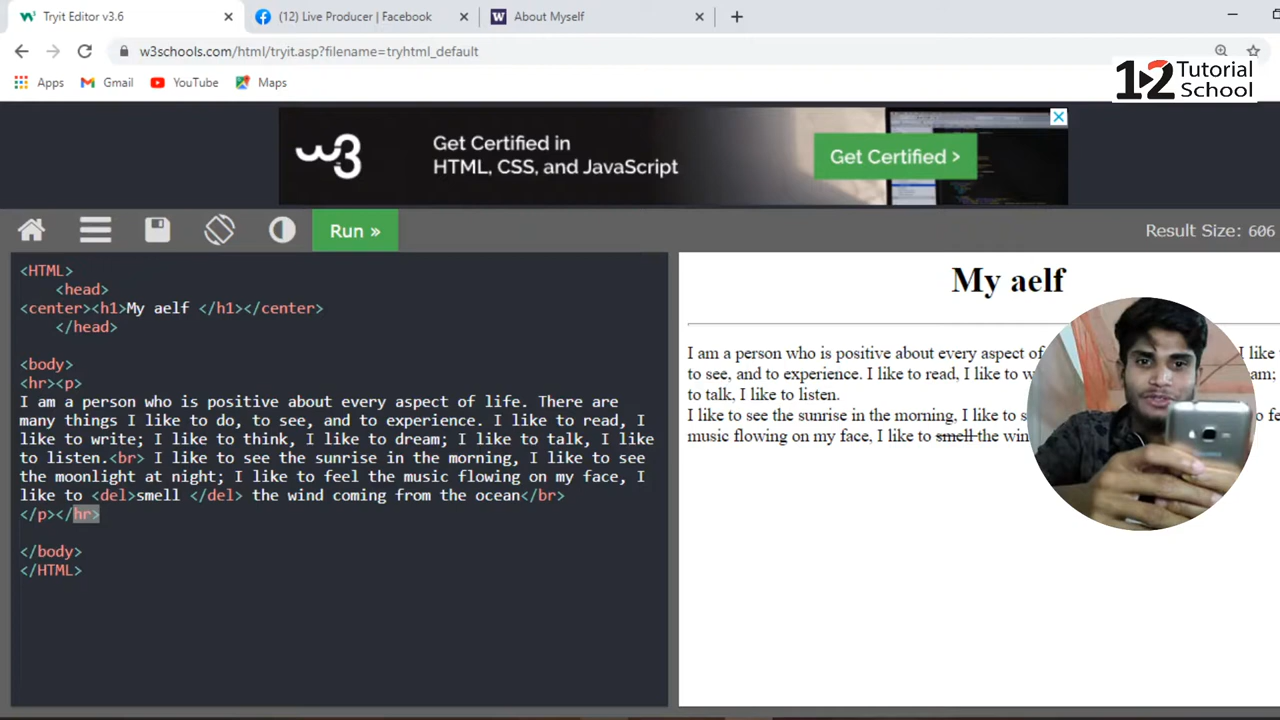 Tryit Editor v3.6
(12) Live Producer | Facebook
About Myself
w3schools.com/html/tryit.asp?filename=tryhtml_default
Apps
Gmail
YouTube
Maps
12
Tutorial
School
w3
Get Certified in
HTML, CSS, and JavaScript
Get Certified >
Run »
Result Size: 606
<HTML>
<head>
<center><h1>My aelf </h1></center>
</head>
<body>
<hr><p>
I am a person who is positive about every aspect of life. There are
many things I like to do, to see, and to experience. I like to read, I
like to write; I like to think, I like to dream; I like to talk, I like
to listen.<br> I like to see the sunrise in the morning, I like to see
the moonlight at night; I like to feel the music flowing on my face, I
like to <del>smell </del> the wind coming from the ocean</br>
</p></hr>
</body>
</HTML>
My aelf
I am a person who is positive about every aspect of I like
to see, and to experience. I like to read, I like to w
to talk, I like to listen.
I like to see the sunrise in the morning, I like to s to fe
music flowing on my face, I like to smell the win